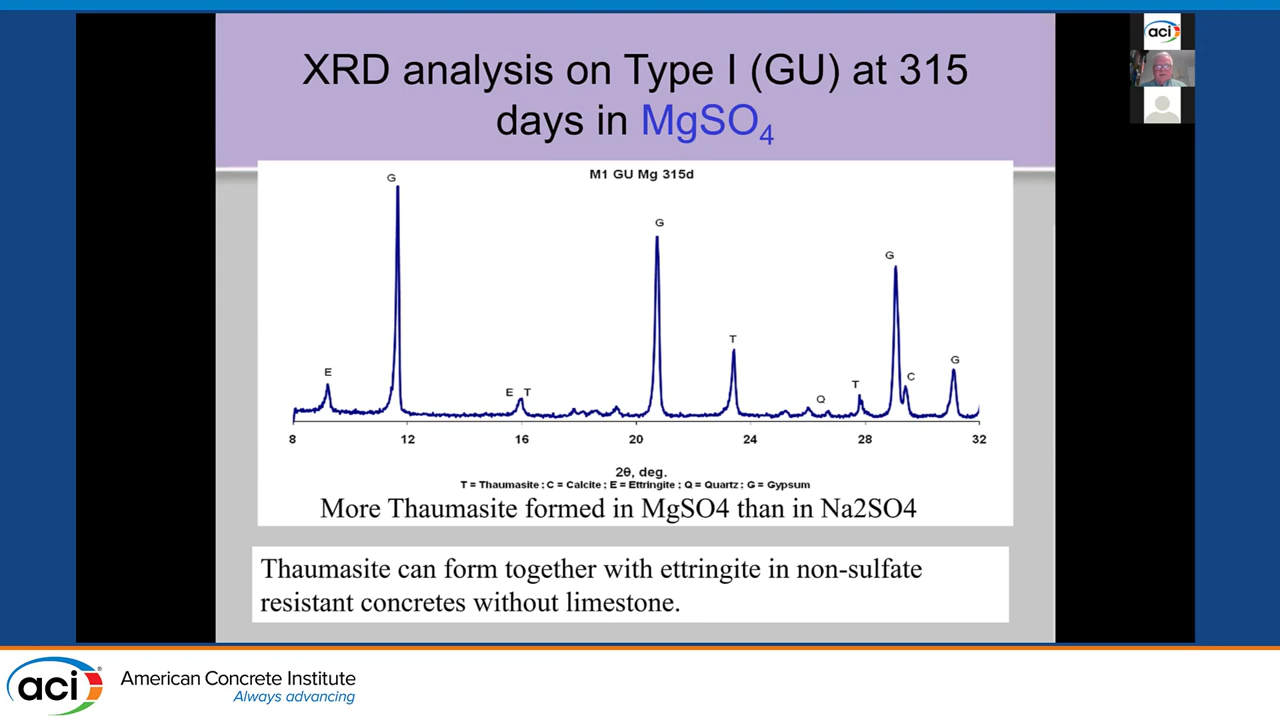 XRD analysis on Type I (GU) at 315
days in MgSO₄
aci
M1 GU Mg 315d
G
G
G
T
E
G
C
T
E T
Q
8 12 16 20 24 28 32
2θ, deg.
T = Thaumasite ; C = Calcite ; E = Ettringite ; Q = Quartz ; G = Gypsum
More Thaumasite formed in MgSO4 than in Na2SO4
Thaumasite can form together with ettringite in non-sulfate
resistant concretes without limestone.
aci®
American Concrete Institute
Always advancing